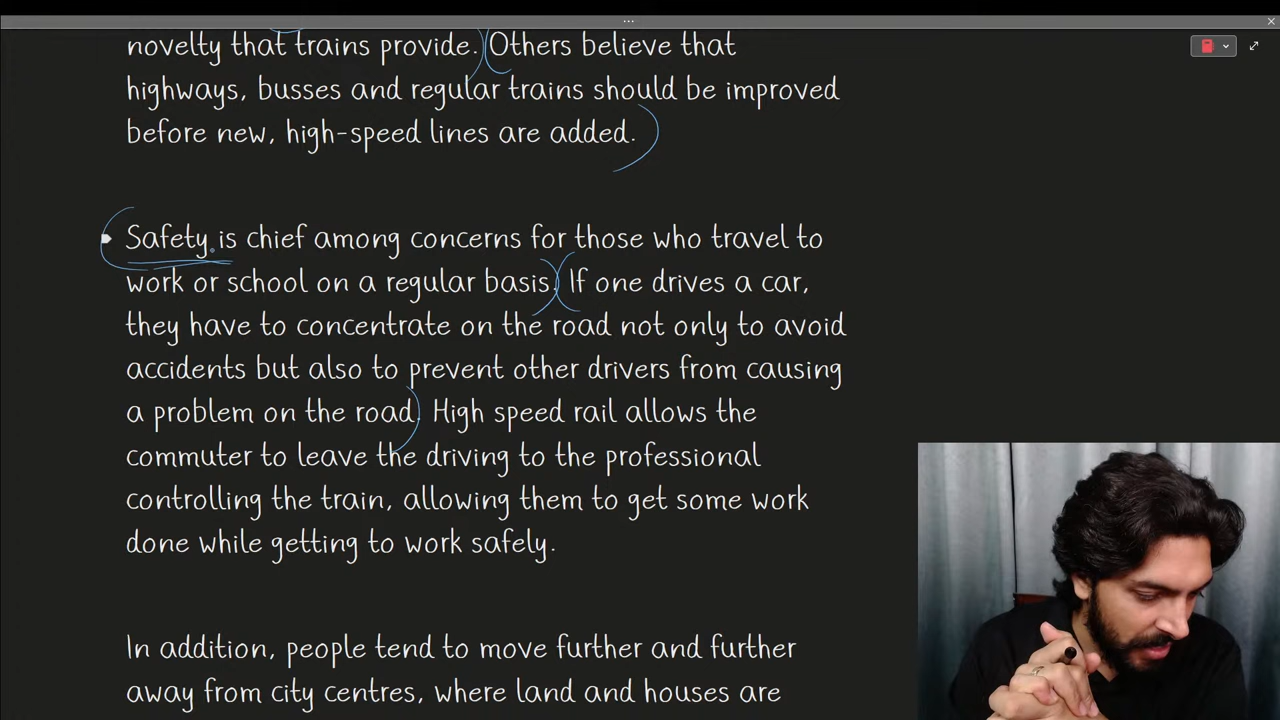 novelty that trains provide. Others believe that
highways, busses and regular trains should be improved
before new, high-speed lines are added.
Safety is chief among concerns for those who travel to
work or school on a regular basis. If one drives a car,
they have to concentrate on the road not only to avoid
accidents but also to prevent other drivers from causing
a problem on the road. High speed rail allows the
commuter to leave the driving to the professional
controlling the train, allowing them to get some work
done while getting to work safely.
In addition, people tend to move further and further
away from city centres, where land and houses are